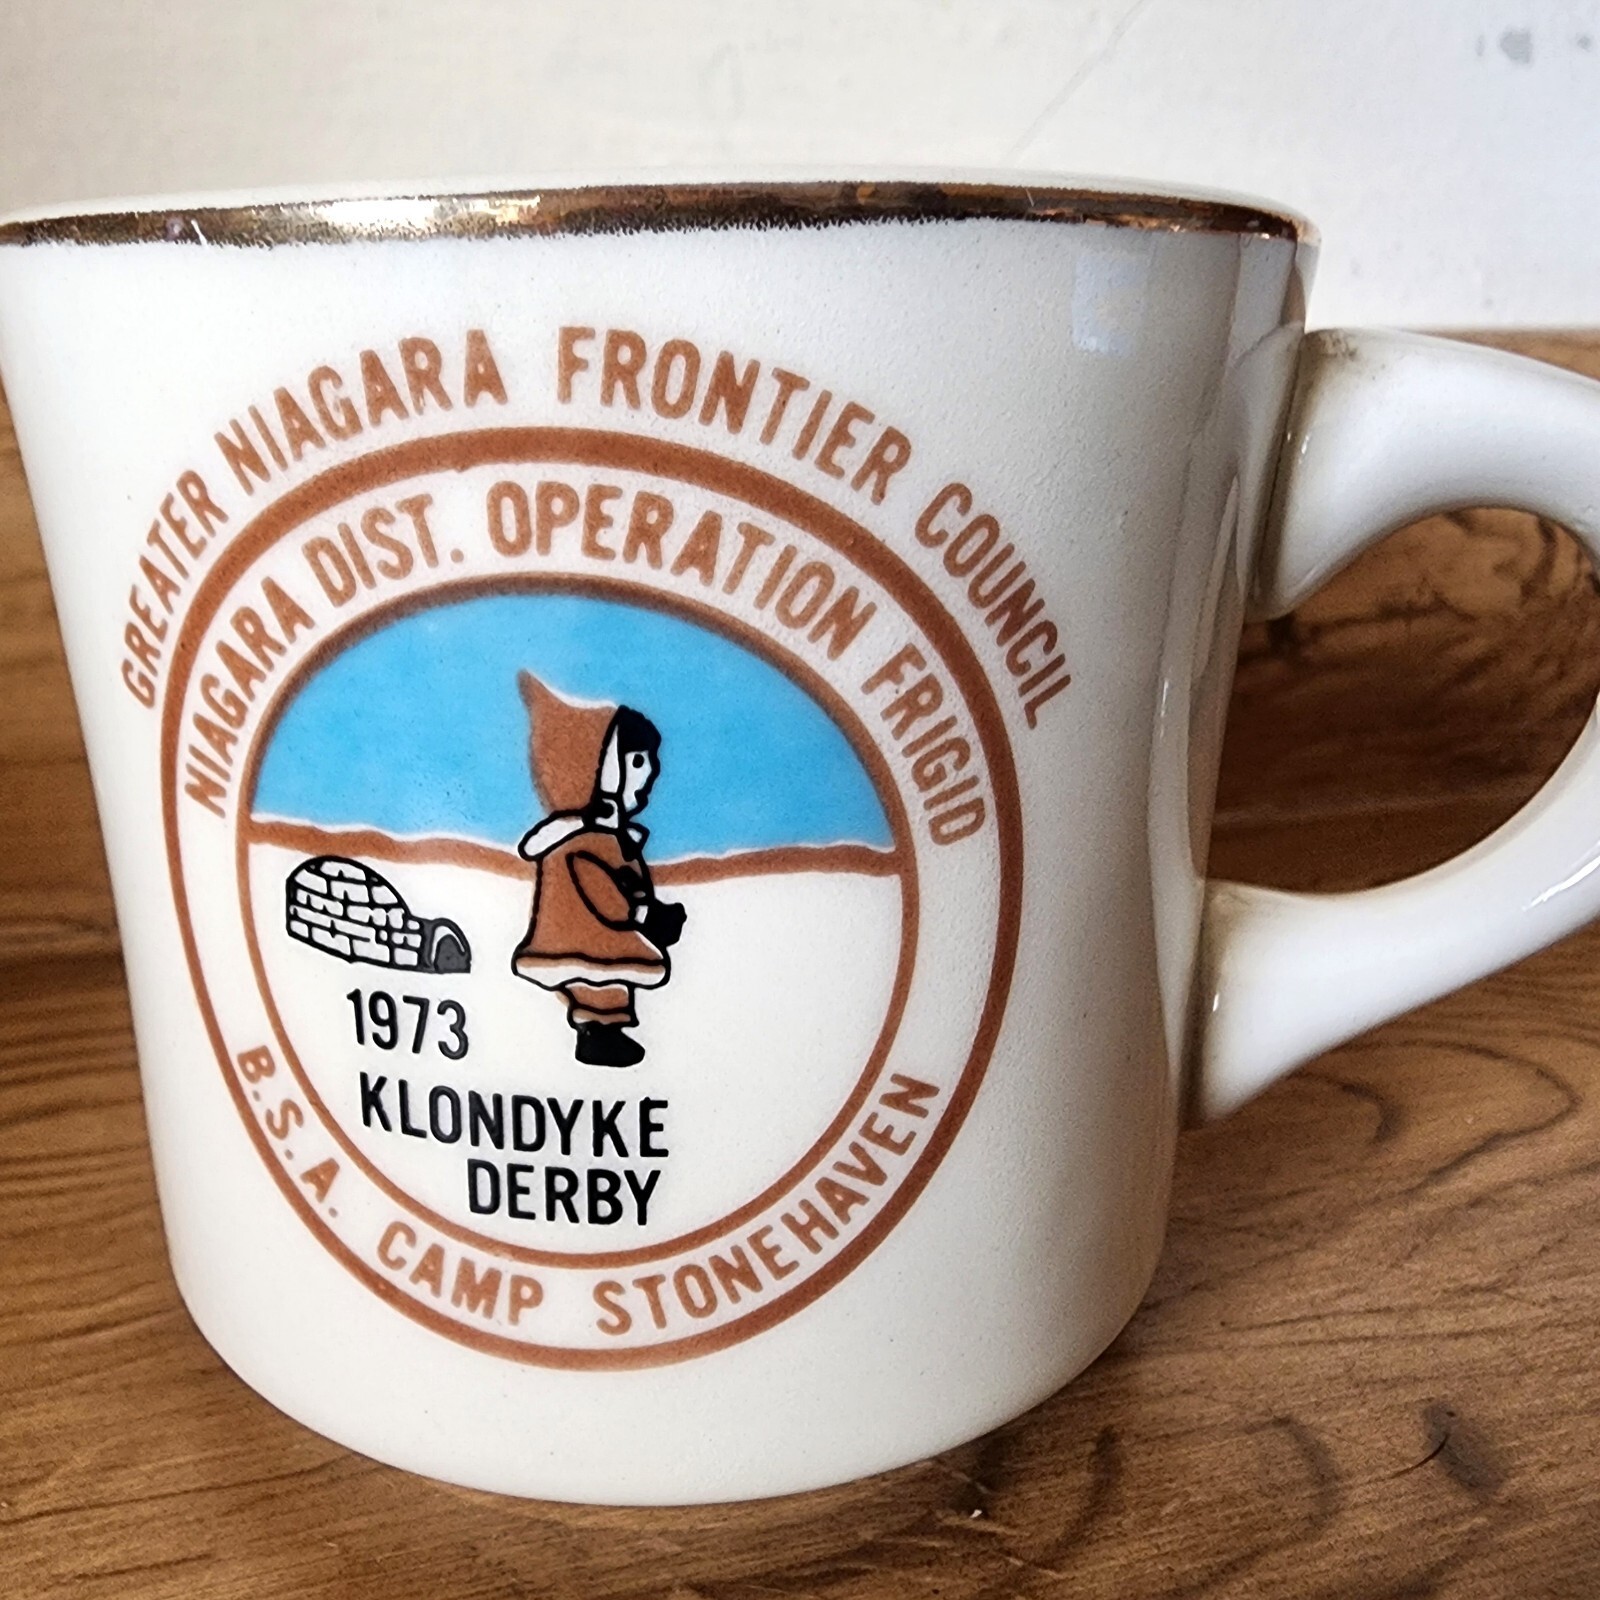 GREATER NIAGARA FRONTIER COUNCIL
NIAGARA DIST. OPERATION FRIGID
1973
KLONDYKE
DERBY
B.S.A. CAMP STONEHAVEN